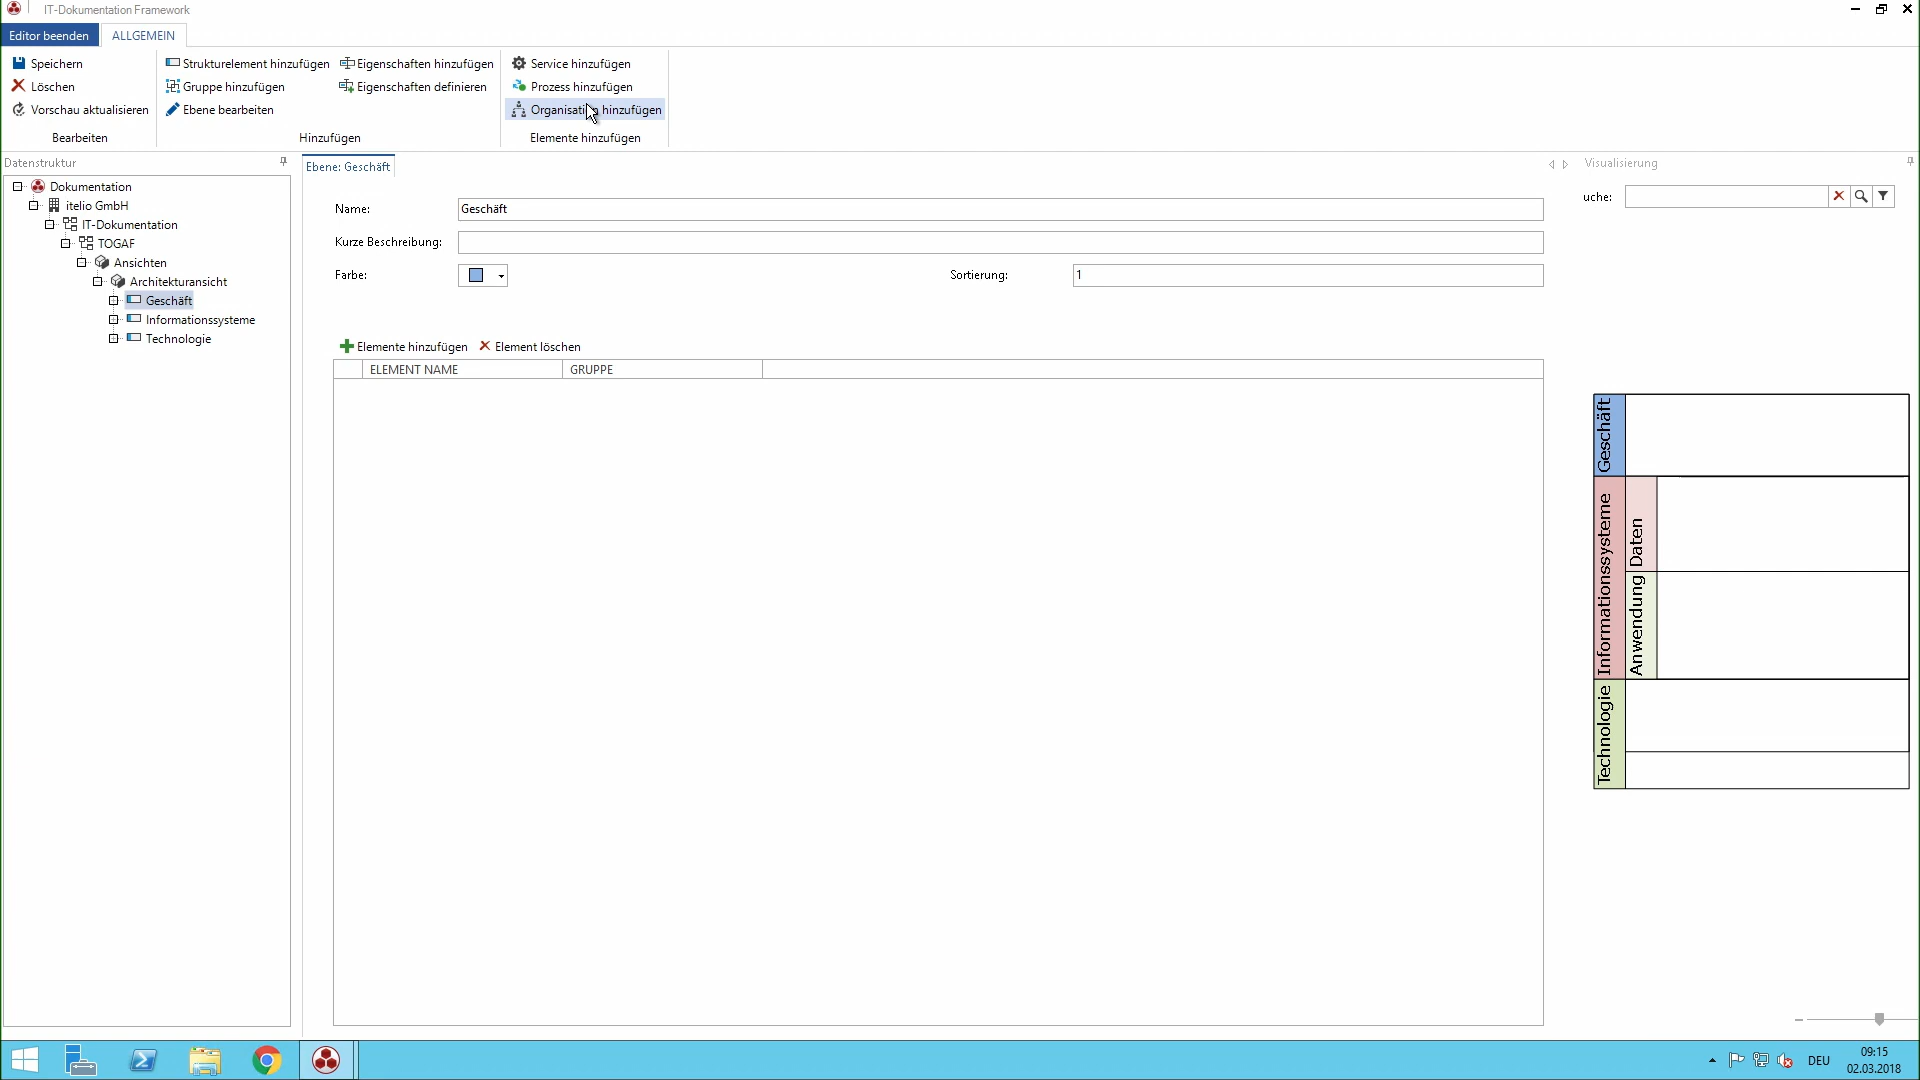 IT-Dokumentation Framework
Editor beenden
ALLGEMEIN
Speichern
Löschen
Vorschau aktualisieren
Bearbeiten
Strukturelement hinzufügen
Eigenschaften hinzufügen
Gruppe hinzufügen
Eigenschaften definieren
Ebene bearbeiten
Hinzufügen
Service hinzufügen
Prozess hinzufügen
hinzufügen
Elemente hinzufügen
Datenstruktur
Dokumentation
itelio GmbH
IT-Dokumentation
TOGAF
Ansichten
Architekturansicht
Geschäft
Informationssysteme
Technologie
Ebene: Geschäft
Name:
Geschäft
Kurze Beschreibung:
Farbe:
Sortierung:
1
Elemente hinzufügen
Element löschen
ELEMENT NAME
GRUPPE
Visualisierung
uche:
Geschäft
Informationssysteme
Daten
Anwendung
Technologie
DEU
09:15
02.03.2018